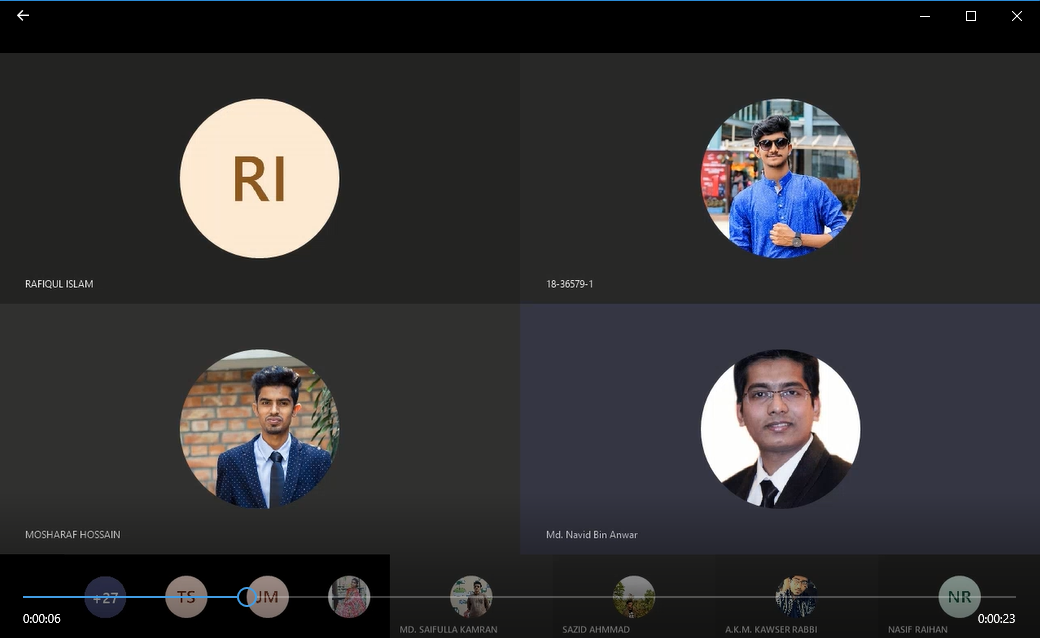 RI
RAFIQUL ISLAM
18-36579-1
MOSHARAF HOSSAIN
Md. Navid Bin Anwar
+27
TS
JM
NR
0:00:06
0:00:23
MD. SAIFULLA KAMRAN
SAZID AHMMAD
A.K.M. KAWSER RABBI
NASIF RAIHAN